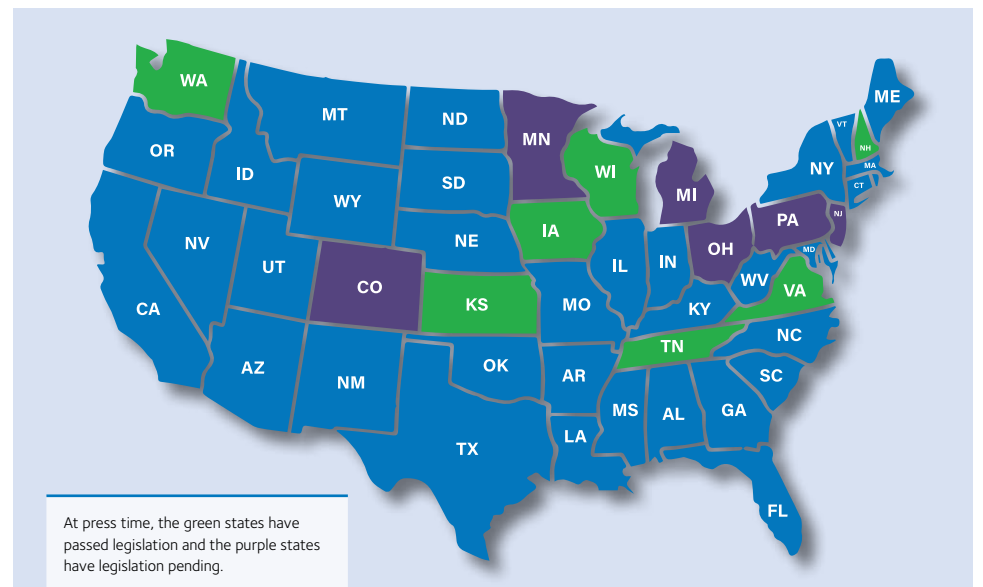 WA
MT
ND
MN
ME
VT
NH
OR
ID
SD
WI
NY
MA
WY
MI
CT
IA
PA
NJ
NV
NE
OH
MD
UT
IL
IN
WV
CO
KS
MO
KY
VA
CA
TN
NC
AZ
OK
AR
SC
NM
MS
AL
GA
LA
TX
FL
At press time, the green states have
passed legislation and the purple states
have legislation pending.